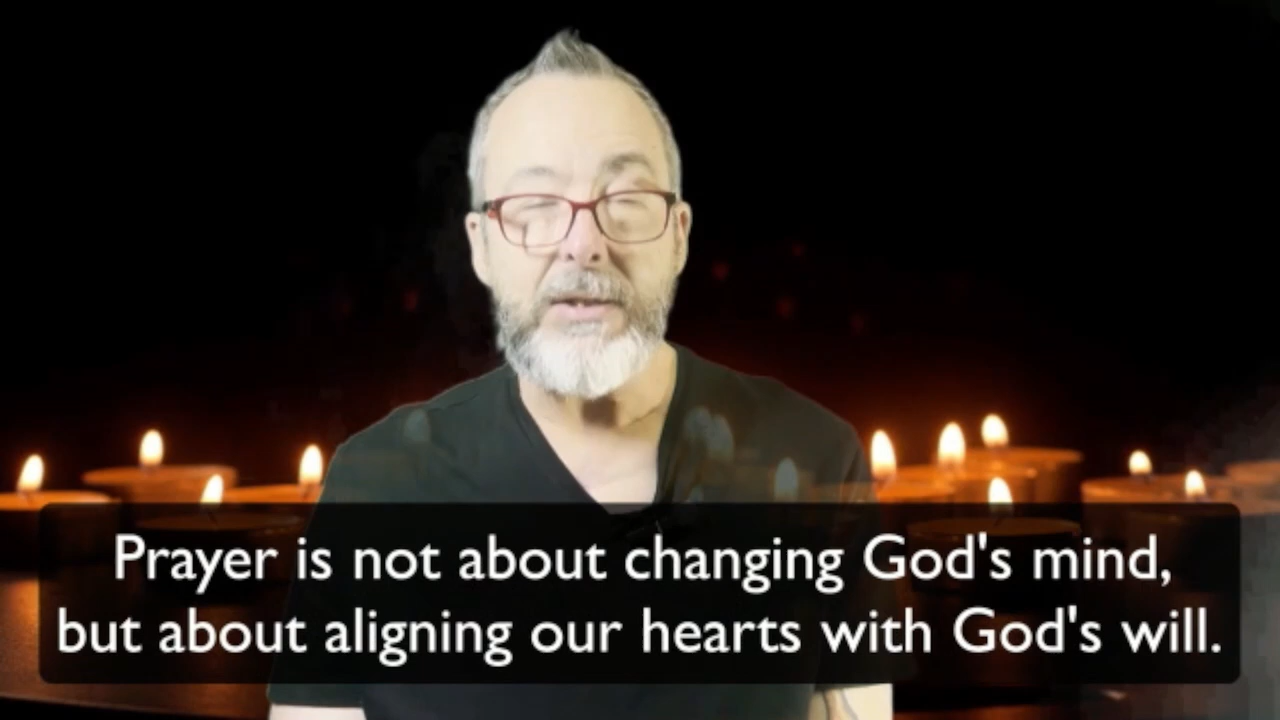 Prayer is not about changing God's mind,
but about aligning our hearts with God's will.